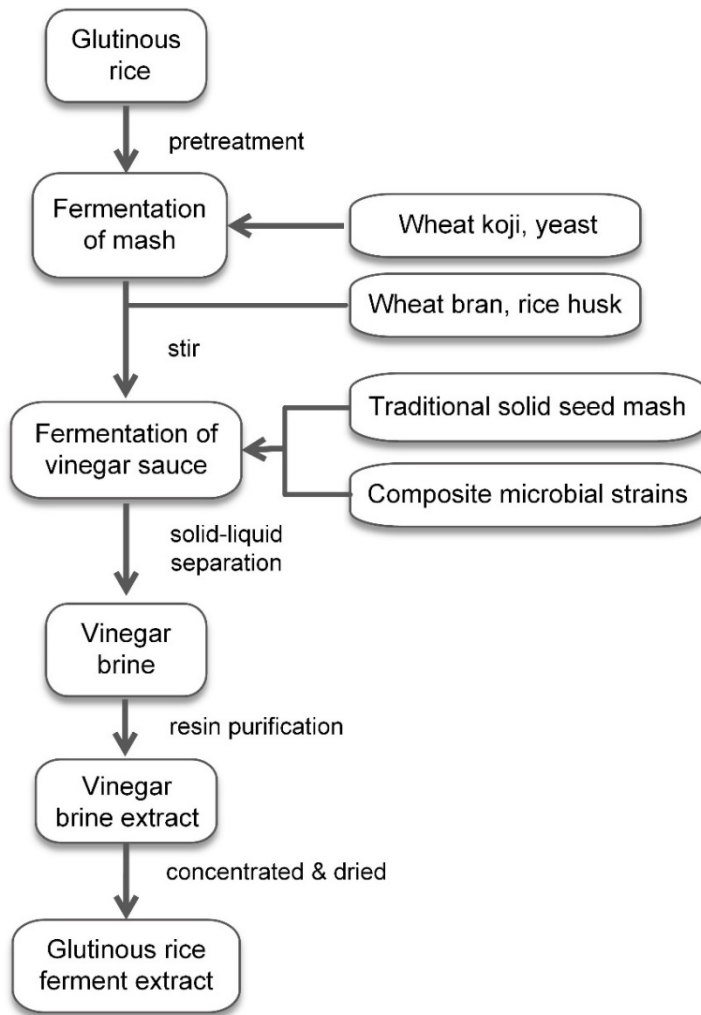 Glutinous
rice
pretreatment
Fermentation
of mash
Wheat koji, yeast
Wheat bran, rice husk
stir
Traditional solid seed mash
Fermentation of
vinegar sauce
Composite microbial strains
solid-liquid
separation
Vinegar
brine
resin purification
Vinegar
brine extract
concentrated & dried
Glutinous rice
ferment extract